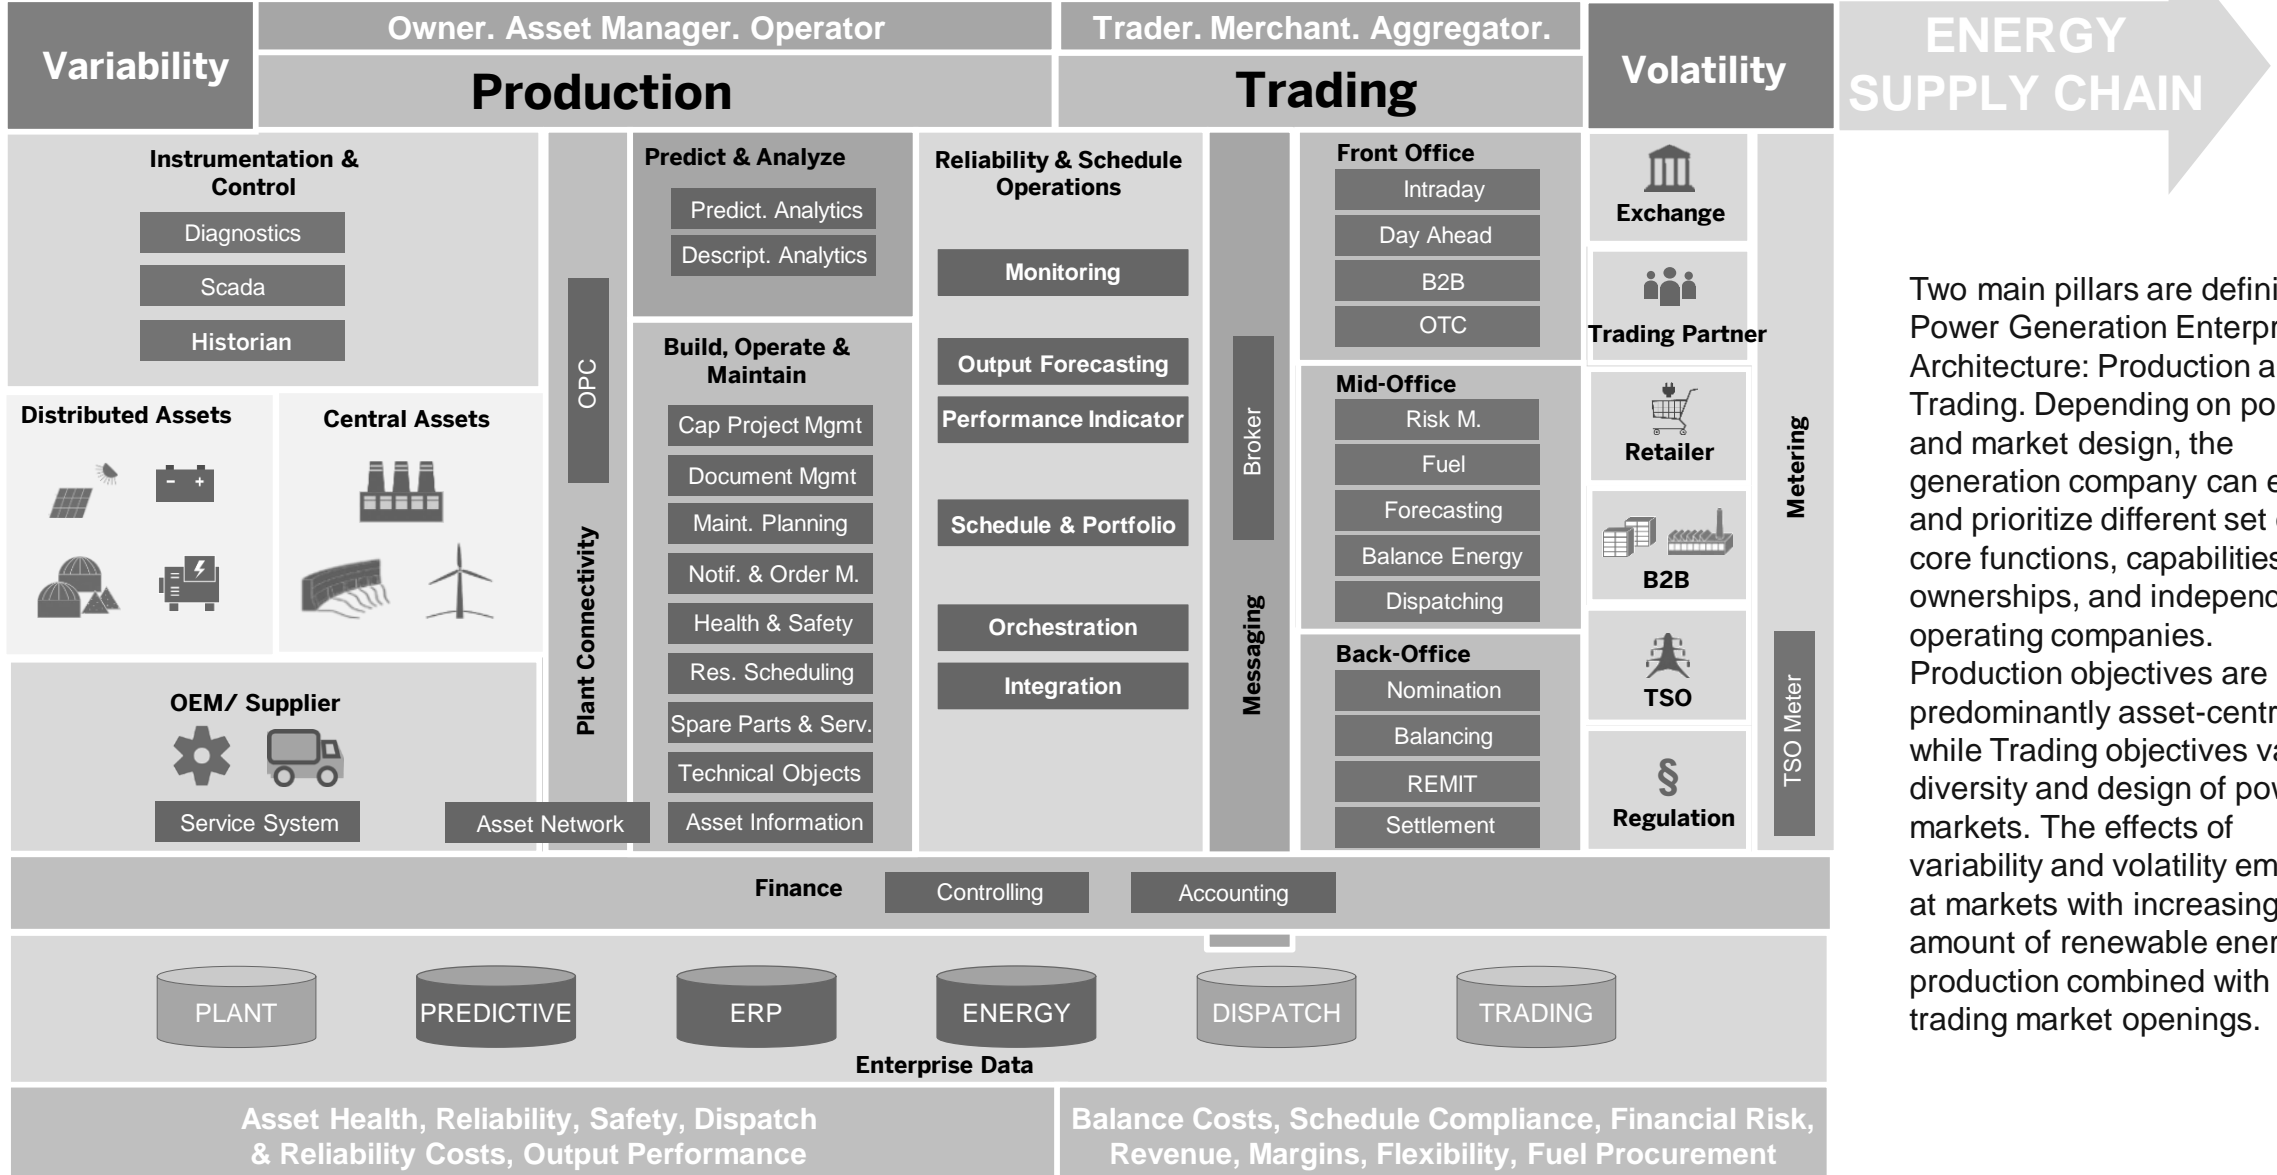 Variability
Owner. Asset Manager. Operator
Production
Trader. Merchant. Aggregator.
Trading
Volatility
ENERGY
SUPPLY CHAIN
Instrumentation &
Control
Diagnostics
Scada
Historian
Distributed Assets
Central Assets
OEM/ Supplier
Service System
Asset Network
OPC
Plant Connectivity
Predict & Analyze
Predict. Analytics
Descript. Analytics
Build, Operate &
Maintain
Cap Project Mgmt
Document Mgmt
Maint. Planning
Notif. & Order M.
Health & Safety
Res. Scheduling
Spare Parts & Serv.
Technical Objects
Asset Information
Reliability & Schedule
Operations
Monitoring
Output Forecasting
Performance Indicator
Schedule & Portfolio
Orchestration
Integration
Broker
Messaging
Front Office
Intraday
Day Ahead
B2B
OTC
Mid-Office
Risk M.
Fuel
Forecasting
Balance Energy
Dispatching
Back-Office
Nomination
Balancing
REMIT
Settlement
Exchange
Trading Partner
Retailer
B2B
TSO
§
Regulation
Metering
TSO Meter
Finance
Controlling
Accounting
PLANT
PREDICTIVE
ERP
ENERGY
DISPATCH
TRADING
Enterprise Data
Asset Health, Reliability, Safety, Dispatch
& Reliability Costs, Output Performance
Balance Costs, Schedule Compliance, Financial Risk,
Revenue, Margins, Flexibility, Fuel Procurement
Two main pillars are
Power Generation
Architecture: Production
Trading. Depending on
and market design, the
generation company can
and prioritize different set
core functions, capabilities
ownerships, and
operating companies.
Production objectives are
predominantly
while Trading objectives
diversity and design of
markets. The effects of
variability and volatility
at markets with increasing
amount of renewable
production combined with
trading market openings.